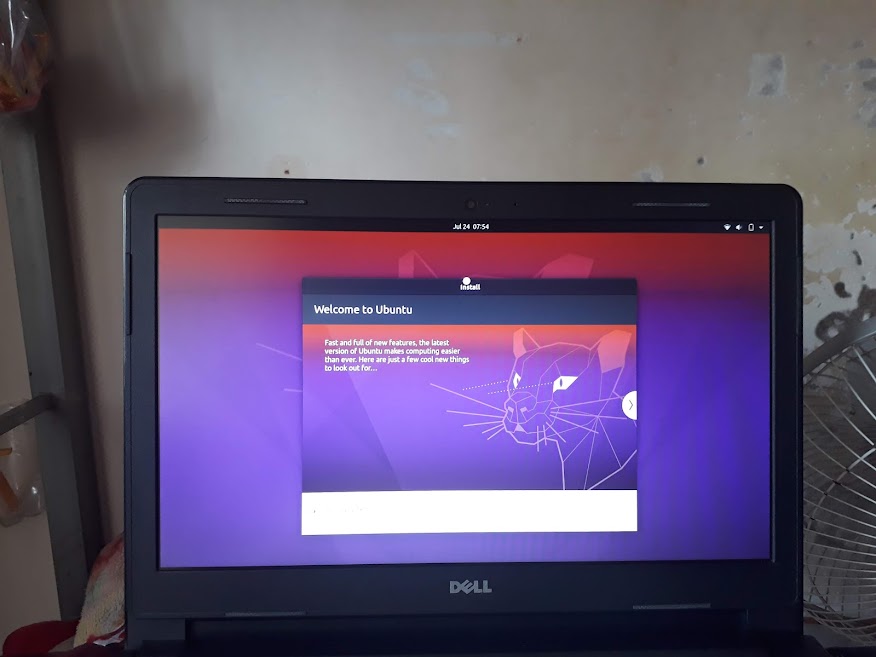 Jul 24 07:54
Install
Welcome to Ubuntu
Fast and full of new features, the latest
version of Ubuntu makes computing easier
than ever. Here are just a few cool new things
to look out for...
DELL